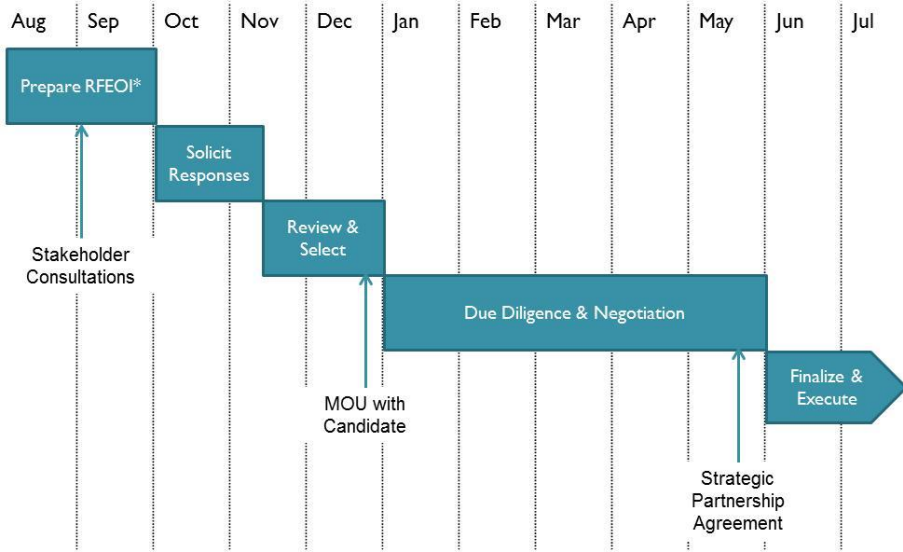 Aug Sep Oct Nov Dec Jan Feb Mar Apr May Jun Jul
Prepare RFEOI*
Solicit
Responses
Review &
Select
Stakeholder
Consultations
Due Diligence & Negotiation
Finalize &
Execute
MOU with
Candidate
Strategic
Partnership
Agreement